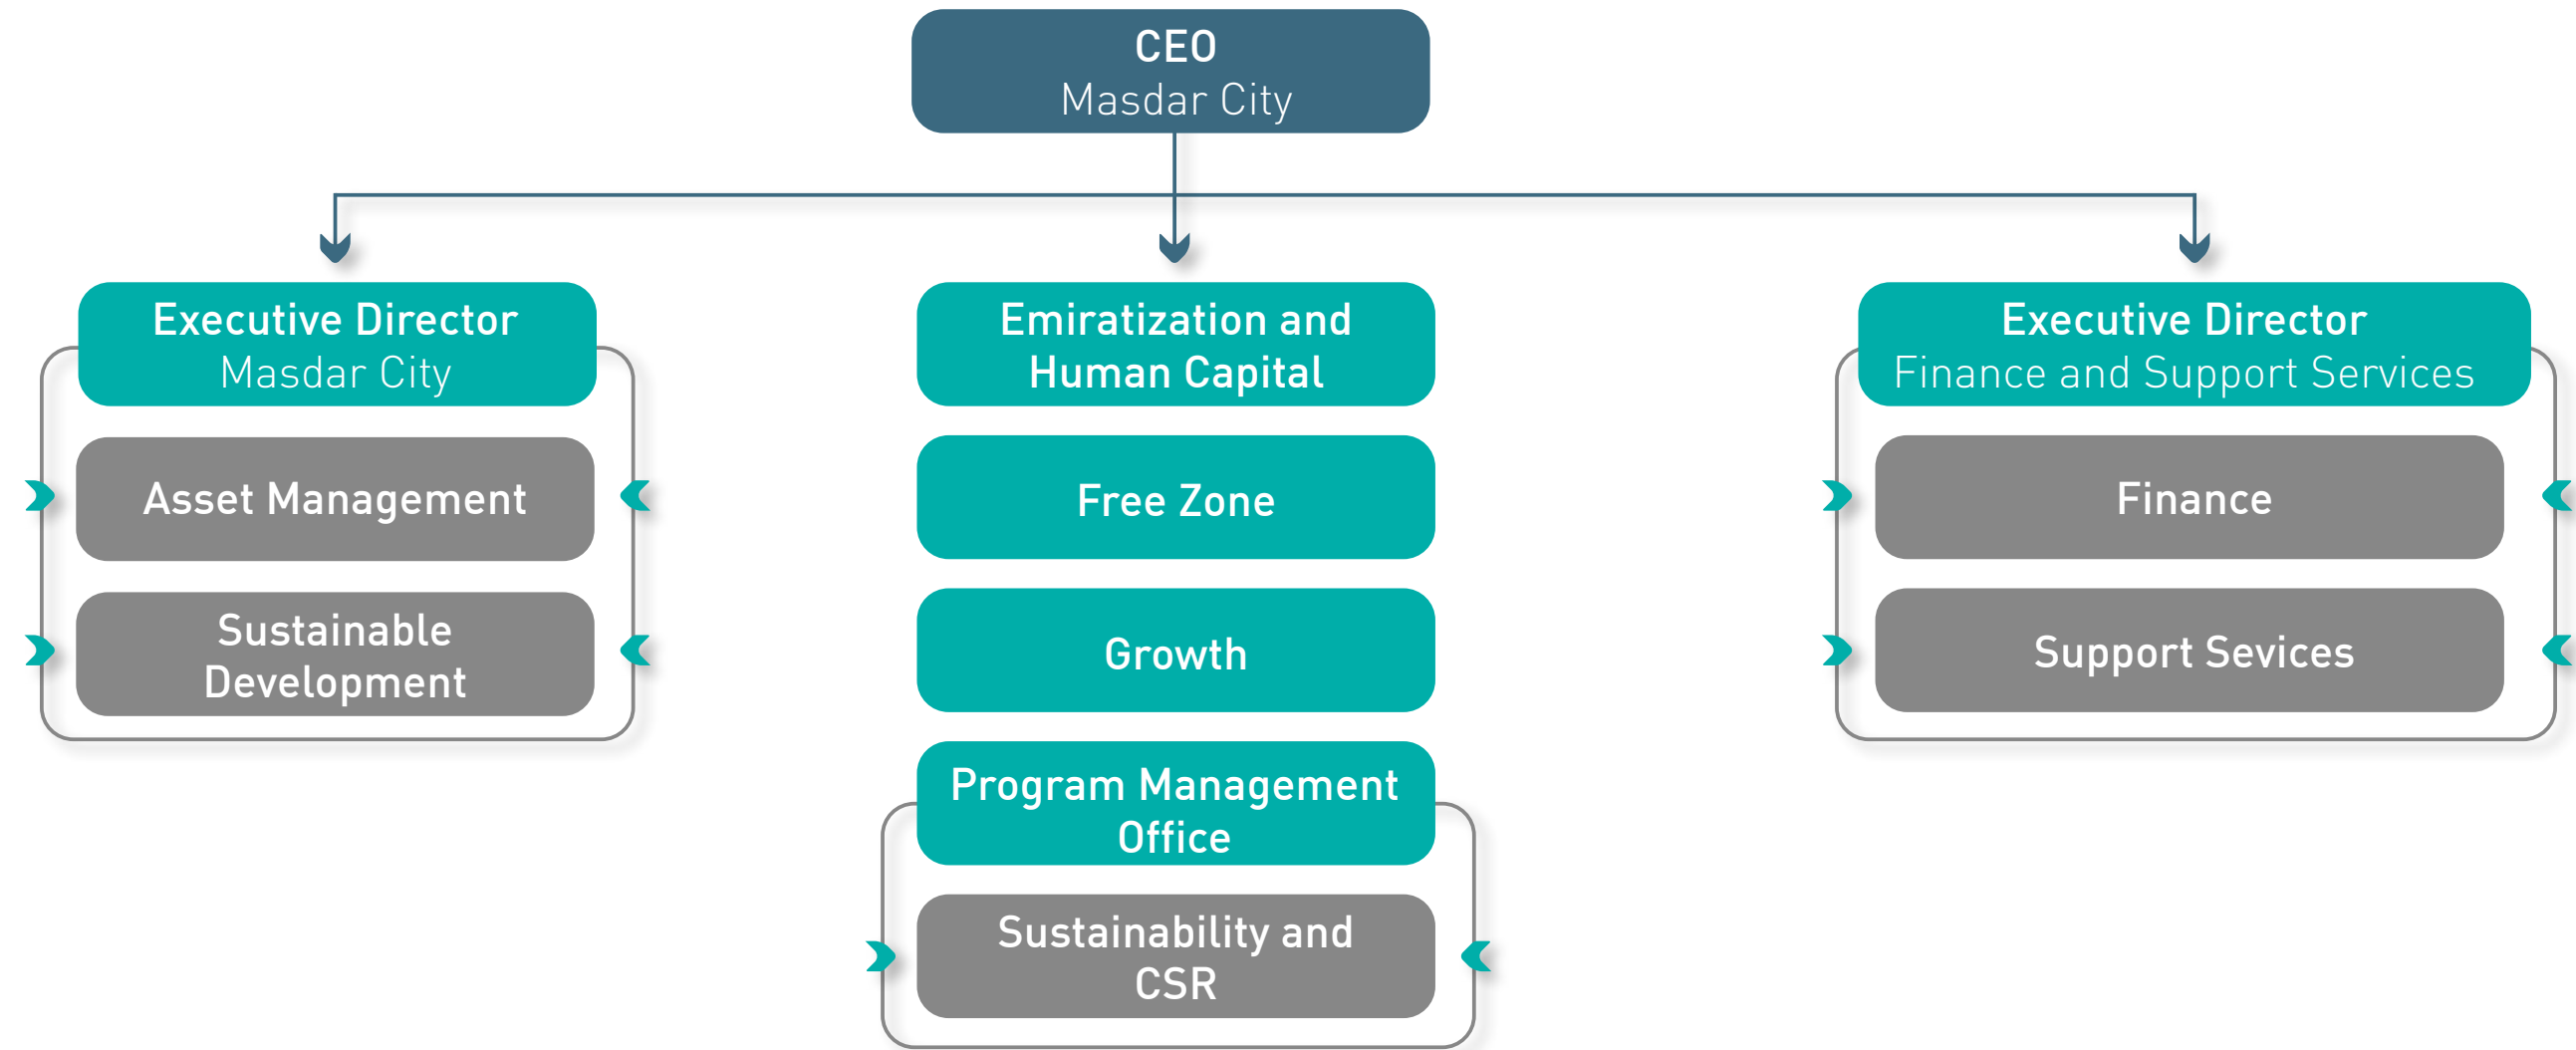 CEO
Masdar City
Executive Director
Masdar City
Asset Management
Sustainable
Development
Emiratization and
Human Capital
Free Zone
Growth
Program Management
Office
Sustainability and
CSR
Executive Director
Finance and Support Services
Finance
Support Sevices